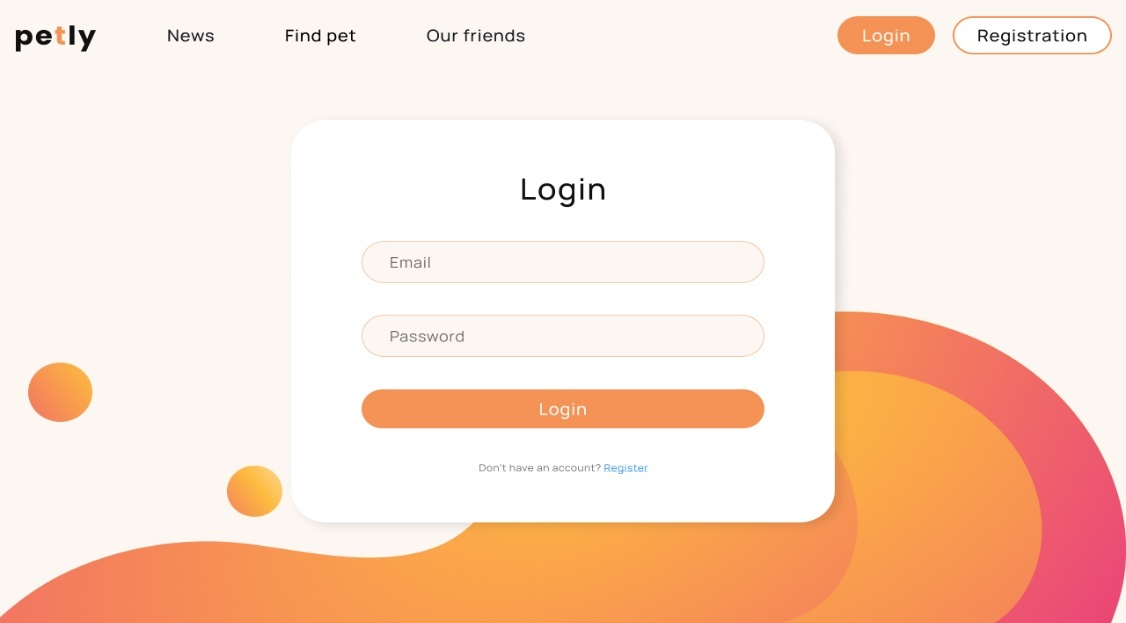 petly News Find pet Our friends Login Registration
Login
Email
Password
Login
Don't have an account? Register